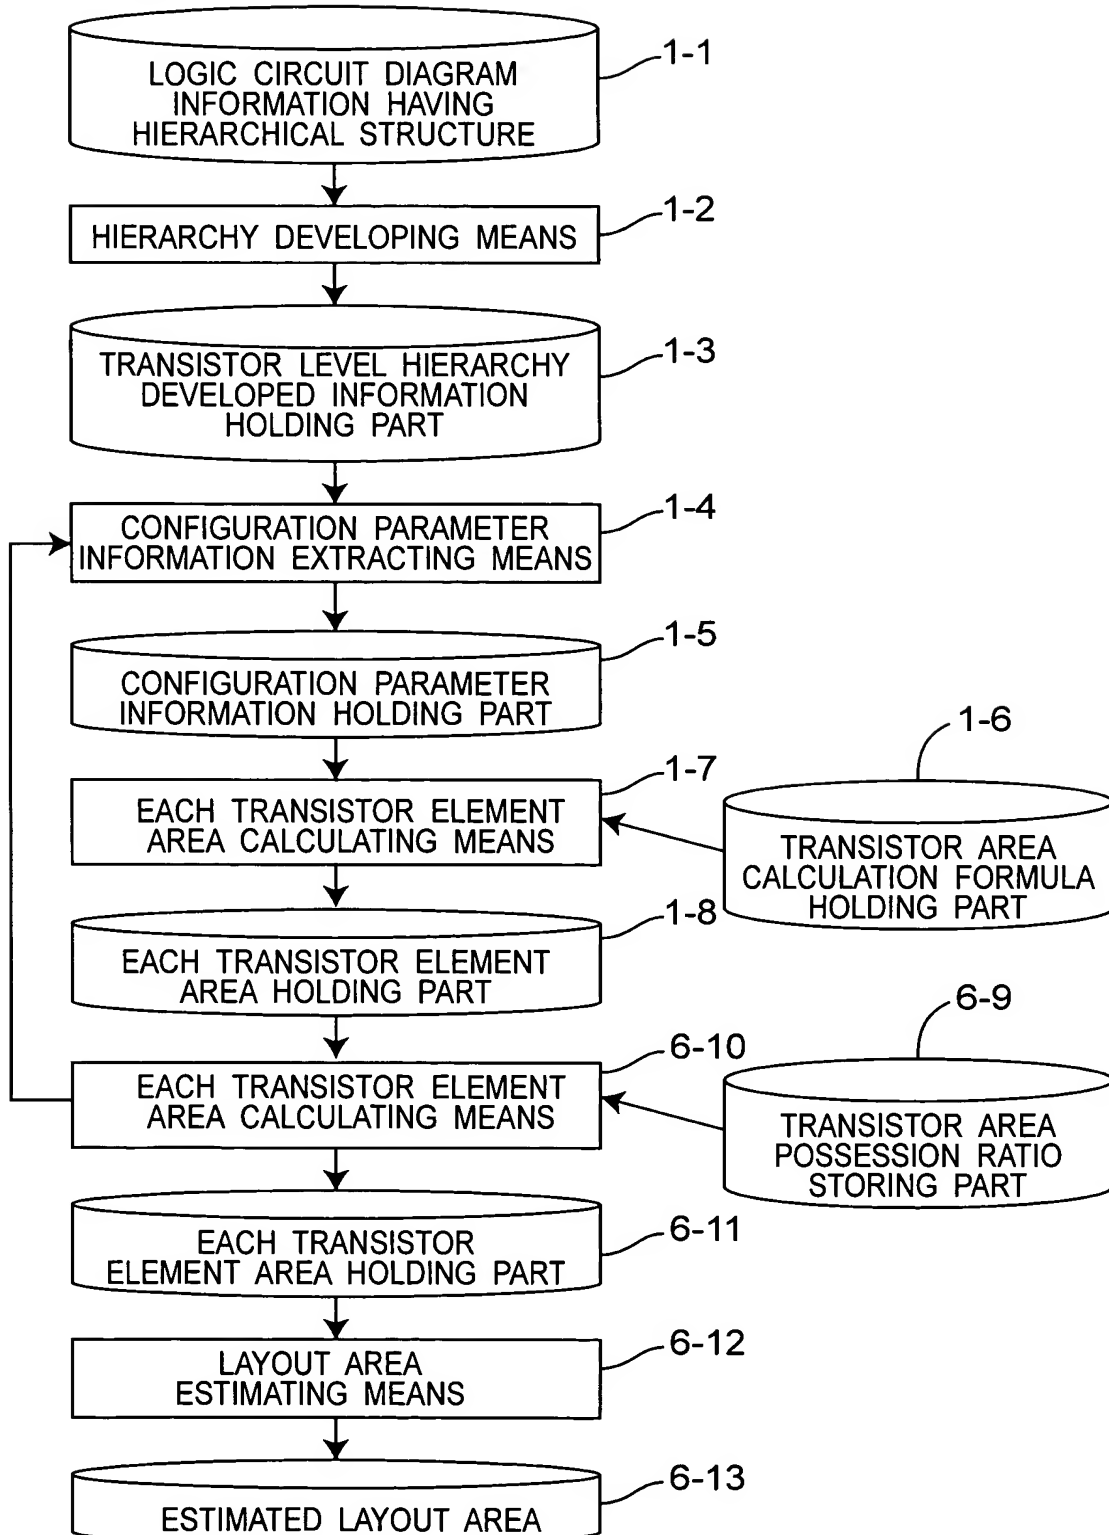 1-1
LOGIC CIRCUIT DIAGRAM
INFORMATION HAVING
HIERARCHICAL STRUCTURE
1-2
HIERARCHY DEVELOPING MEANS
1-3
TRANSISTOR LEVEL HIERARCHY
DEVELOPED INFORMATION
HOLDING PART
1-4
CONFIGURATION PARAMETER
INFORMATION EXTRACTING MEANS
1-5
CONFIGURATION PARAMETER
INFORMATION HOLDING PART
1-6
TRANSISTOR AREA
CALCULATION FORMULA
HOLDING PART
1-7
EACH TRANSISTOR ELEMENT
AREA CALCULATING MEANS
1-8
EACH TRANSISTOR ELEMENT
AREA HOLDING PART
6-9
TRANSISTOR AREA
POSSESSION RATIO
STORING PART
6-10
EACH TRANSISTOR ELEMENT
AREA CALCULATING MEANS
6-11
EACH TRANSISTOR
ELEMENT AREA HOLDING PART
6-12
LAYOUT AREA
ESTIMATING MEANS
6-13
ESTIMATED LAYOUT AREA